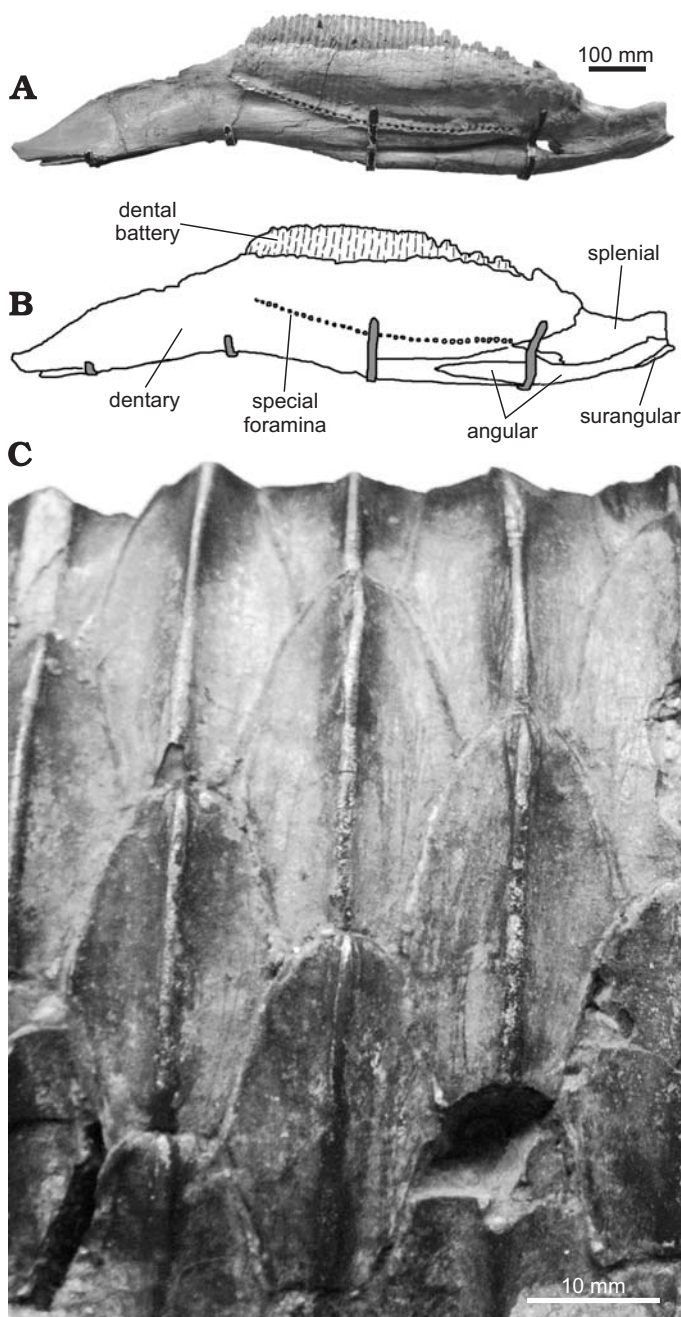 A
100 mm
dental
battery
splenial
B
dentary
special
foramina
angular
surangular
C
10 mm